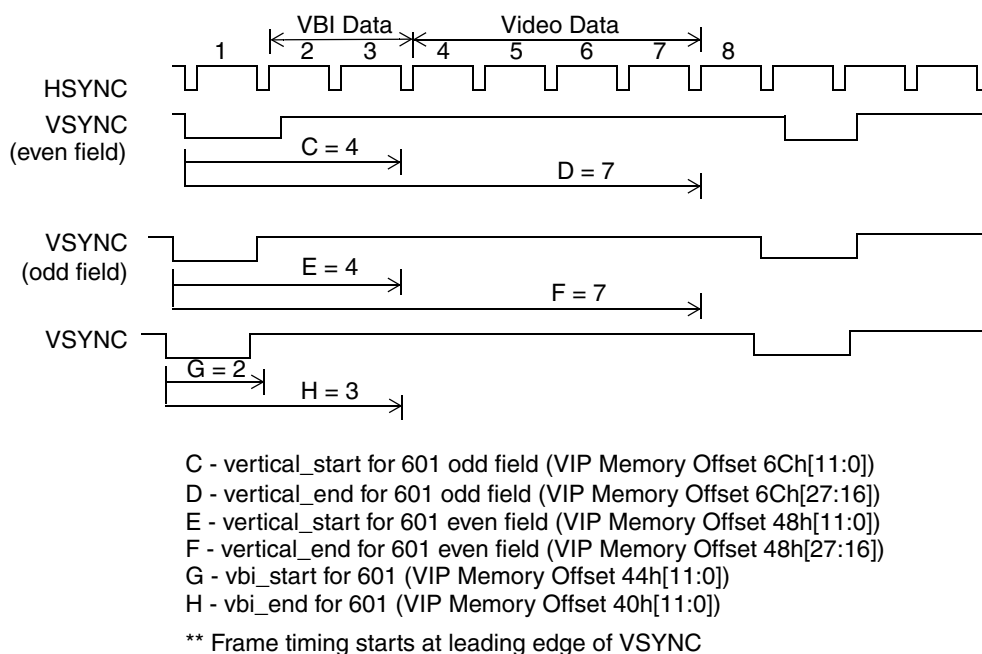 VBI Data Video Data
1 2 3 4 5 6 7 8
HSYNC
VSYNC
(even field)
C = 4
D = 7
VSYNC
(odd field)
E = 4
F = 7
VSYNC
G = 2
H = 3
C - vertical_start for 601 odd field (VIP Memory Offset 6Ch[11:0])
D - vertical_end for 601 odd field (VIP Memory Offset 6Ch[27:16])
E - vertical_start for 601 even field (VIP Memory Offset 48h[11:0])
F - vertical_end for 601 even field (VIP Memory Offset 48h[27:16])
G - vbi_start for 601 (VIP Memory Offset 44h[11:0])
H - vbi_end for 601 (VIP Memory Offset 40h[11:0])
** Frame timing starts at leading edge of VSYNC